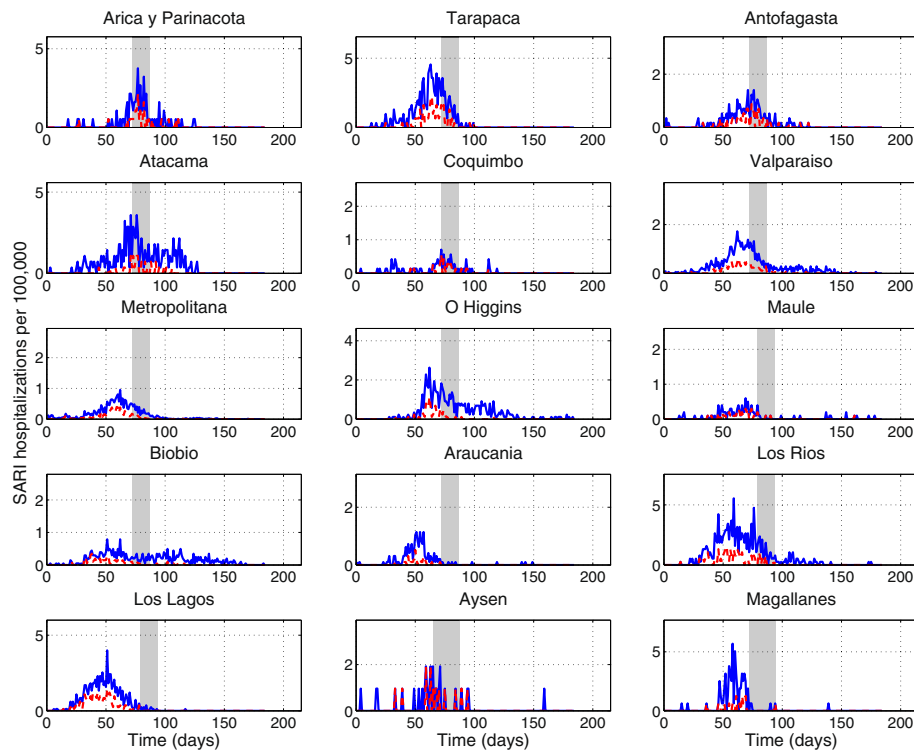 Arica y Parinacota Tarapaca Antofagasta
5 5 2
0 0 0
0 50 100 150 200 0 50 100 150 200 0 50 100 150 200
Atacama Coquimbo Valparaiso
5 2 2
1
0 0 0
0 50 100 150 200 0 50 100 150 200 0 50 100 150 200
Metropolitana O Higgins Maule
2 4 2
1 2 1
0 0 0
0 50 100 150 200 0 50 100 150 200 0 50 100 150 200
Biobio Araucania Los Rios
2 2 5
1 1
0 0 0
0 50 100 150 200 0 50 100 150 200 0 50 100 150 200
Los Lagos Aysen Magallanes
5 4 5
2
0 0 0
0 50 100 150 200 0 50 100 150 200 0 50 100 150 200
Time (days) Time (days) Time (days)
SARI hospitalizations per 100,000